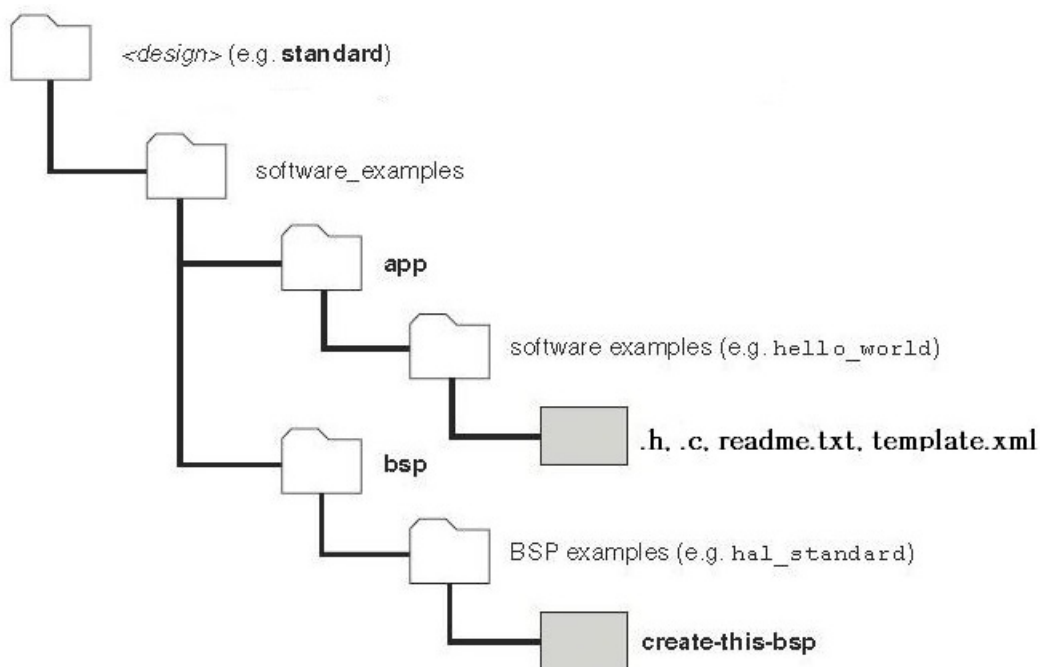 <design> (e.g. standard)
software_examples
app
software examples (e.g. hello_world)
.h, .c, readme.txt, template.xml
bsp
BSP examples (e.g. hal_standard)
create-this-bsp